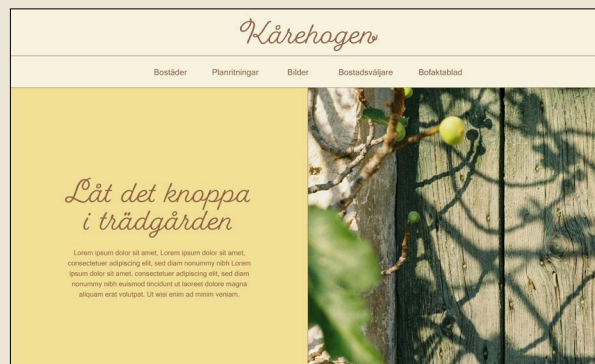 Kårehogen
Bostäder Planritningar Bilder Bostadsväljare Bofaktablad
Låt det knoppa
i trädgården
Lorem ipsum dolor sit amet, Lorem ipsum dolor sit amet,
consectetuer adipiscing elit, sed diam nonummy nibh Lorem
ipsum dolor sit amet, consectetuer adipiscing elit, sed diam
nonummy nibh euismod tincidunt ut laoreet dolore magna
aliquam erat volutpat. Ut wisi enim ad mimim veniam.